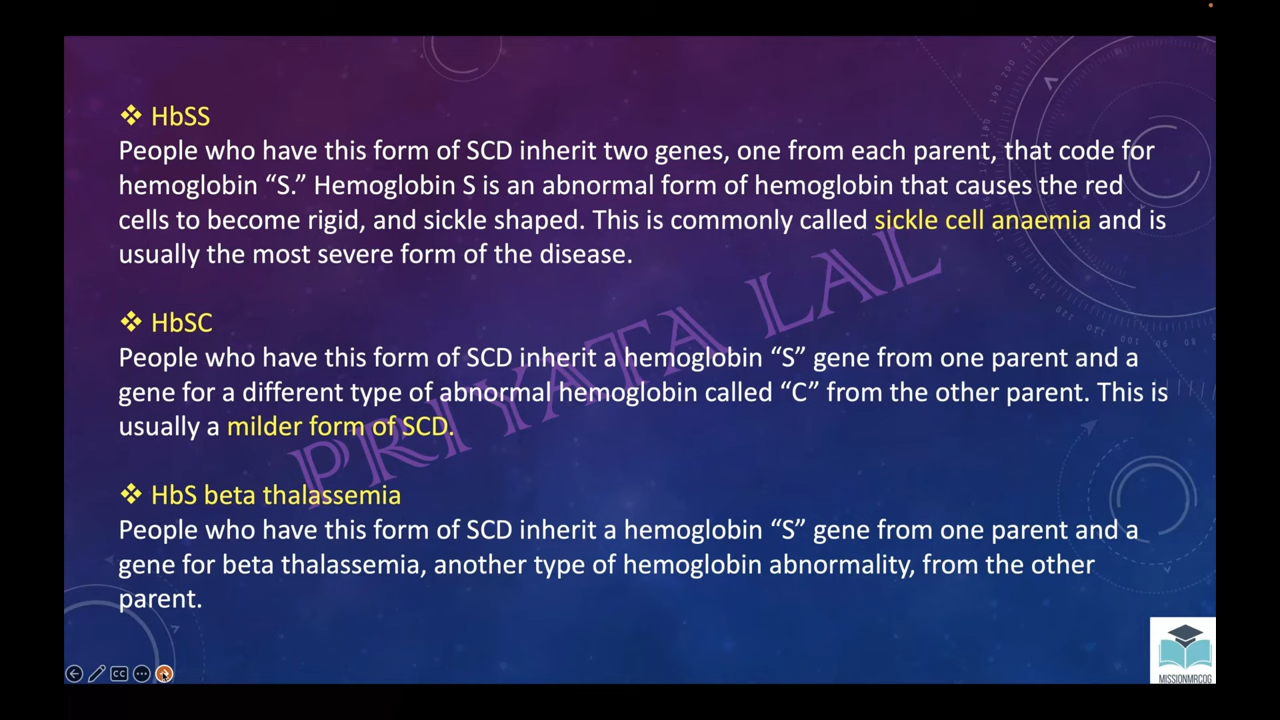 ❖ HbSS
People who have this form of SCD inherit two genes, one from each parent, that code for
hemoglobin “S.” Hemoglobin S is an abnormal form of hemoglobin that causes the red
cells to become rigid, and sickle shaped. This is commonly called sickle cell anaemia and is
usually the most severe form of the disease.
❖ HbSC
People who have this form of SCD inherit a hemoglobin “S” gene from one parent and a
gene for a different type of abnormal hemoglobin called “C” from the other parent. This is
usually a milder form of SCD.
❖ HbS beta thalassemia
People who have this form of SCD inherit a hemoglobin “S” gene from one parent and a
gene for beta thalassemia, another type of hemoglobin abnormality, from the other
parent.
PRIYATA LAL
CC
MISSIONMRCOG